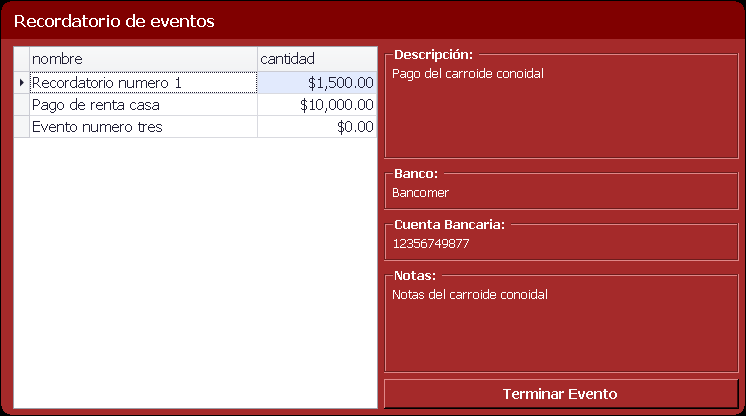 Recordatorio de eventos
nombre cantidad
Recordatorio numero 1 $1,500.00
Pago de renta casa $10,000.00
Evento numero tres $0.00
Descripción:
Pago del carroide conoidal
Banco:
Bancomer
Cuenta Bancaria:
12356749877
Notas:
Notas del carroide conoidal
Terminar Evento